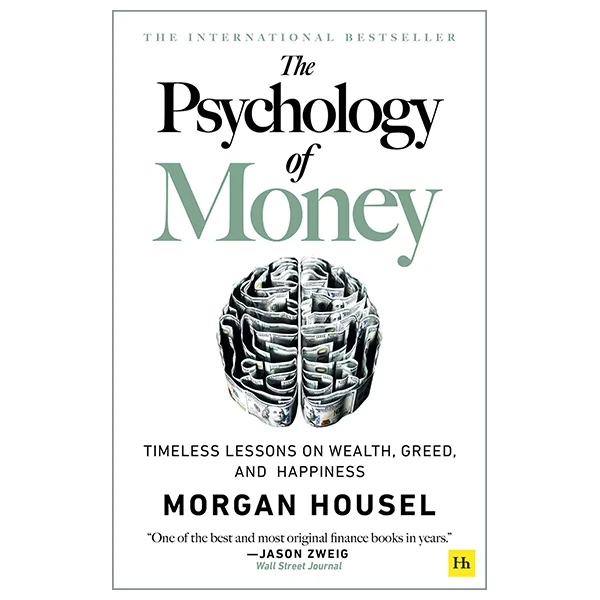 THE INTERNATIONAL BESTSELLER
The
Psychology
of
Money
TIMELESS LESSONS ON WEALTH, GREED,
AND HAPPINESS
MORGAN HOUSEL
“One of the best and most original finance books in years.”
—JASON ZWEIG
Wall Street Journal
Hh